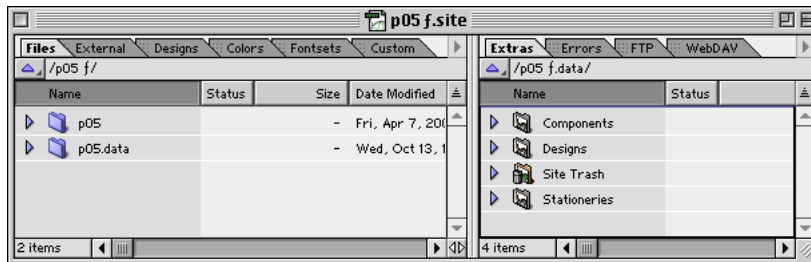 p05 ƒ.site
Files External Designs Colors Fontsets Custom
/p05 ƒ/
Name Status Size Date Modified
p05 - Fri, Apr 7, 200
p05.data - Wed, Oct 13, 1
2 items
Extras Errors FTP WebDAV
/p05 ƒ.data/
Name Status
Components
Designs
Site Trash
Stationeries
4 items